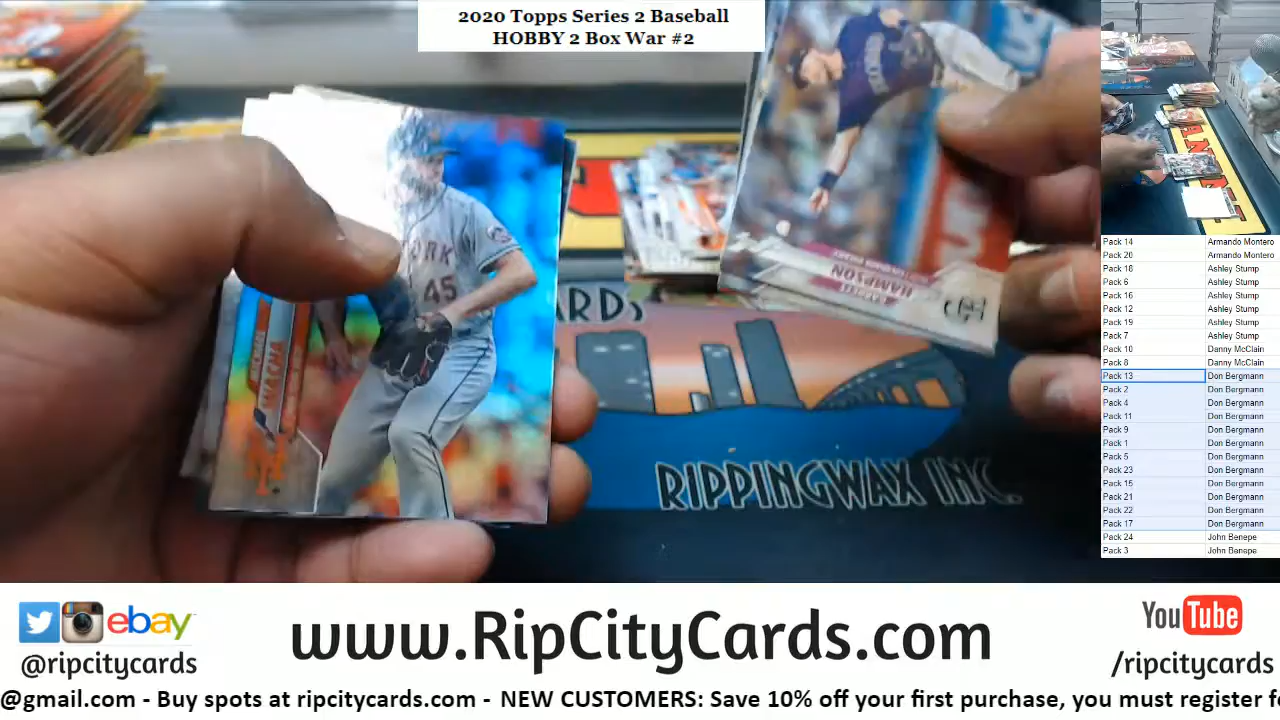 2020 Topps Series 2 Baseball
HOBBY 2 Box War #2
YORK
45
MICHAEL
WACHA
HAMPSON
CARDS
RIPPINGWAX INC.
Pack 14 Armando Montero
Pack 20 Armando Montero
Pack 18 Ashley Stump
Pack 6 Ashley Stump
Pack 16 Ashley Stump
Pack 12 Ashley Stump
Pack 19 Ashley Stump
Pack 7 Ashley Stump
Pack 10 Danny McClain
Pack 8 Danny McClain
Pack 13 Don Bergmann
Pack 2 Don Bergmann
Pack 4 Don Bergmann
Pack 11 Don Bergmann
Pack 9 Don Bergmann
Pack 1 Don Bergmann
Pack 5 Don Bergmann
Pack 23 Don Bergmann
Pack 15 Don Bergmann
Pack 21 Don Bergmann
Pack 22 Don Bergmann
Pack 17 Don Bergmann
Pack 24 John Benepe
Pack 3 John Benepe
ebay
@ripcitycards
www.RipCityCards.com
YouTube
/ripcitycards
@gmail.com - Buy spots at ripcitycards.com - NEW CUSTOMERS: Save 10% off your first purchase, you must register f